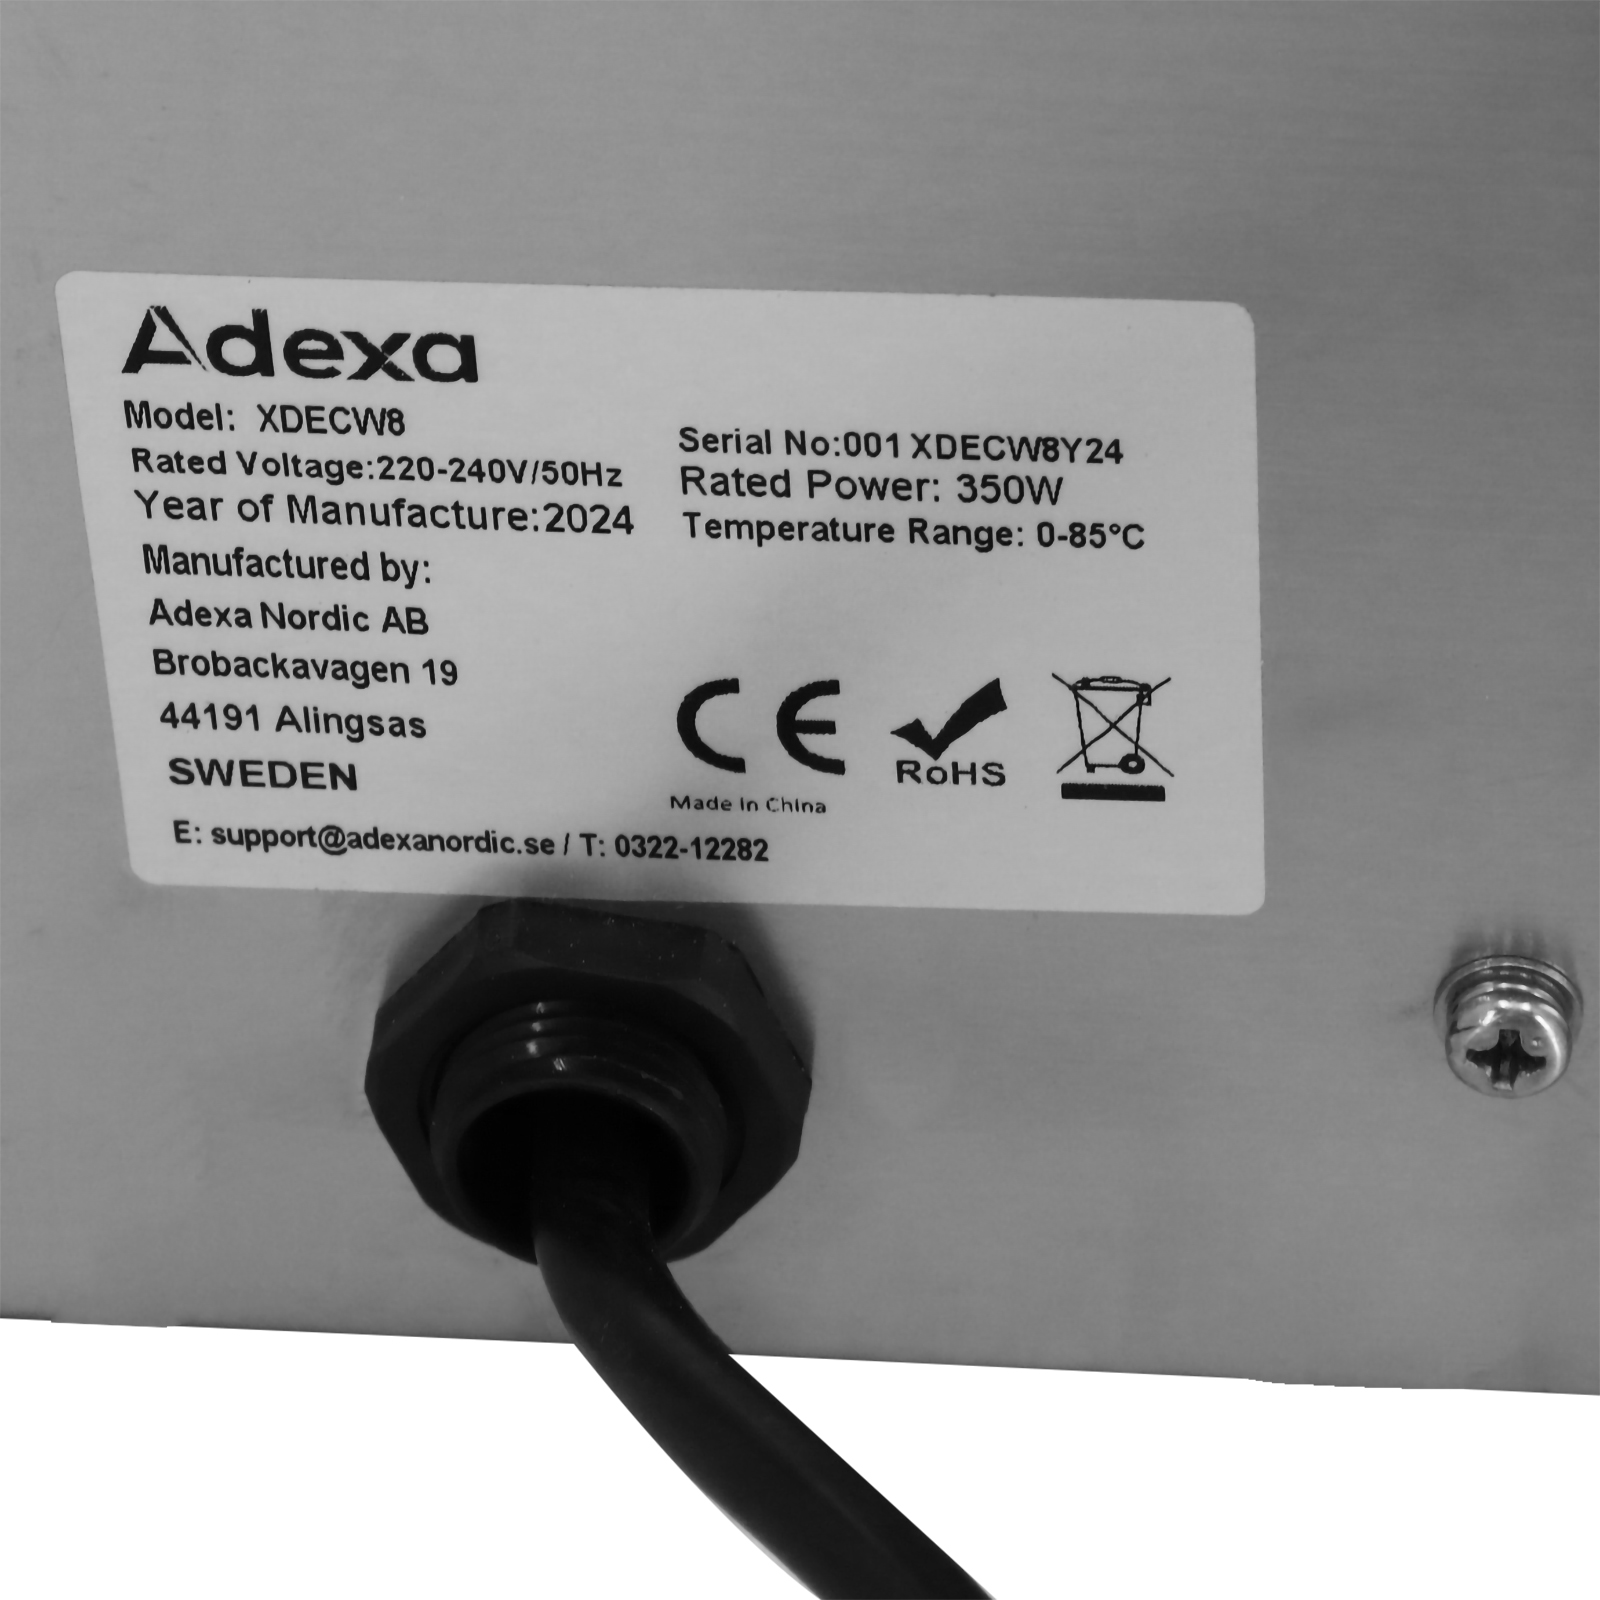 Adexa
Model: XDECW8
Rated Voltage:220-240V/50Hz
Year of Manufacture:2024
Serial No:001 XDECW8Y24
Rated Power: 350W
Temperature Range: 0-85°C
Manufactured by:
Adexa Nordic AB
Brobackavagen 19
44191 Alingsas
SWEDEN
E: support@adexanordic.se / T: 0322-12282
CE
Made In China
RoHS